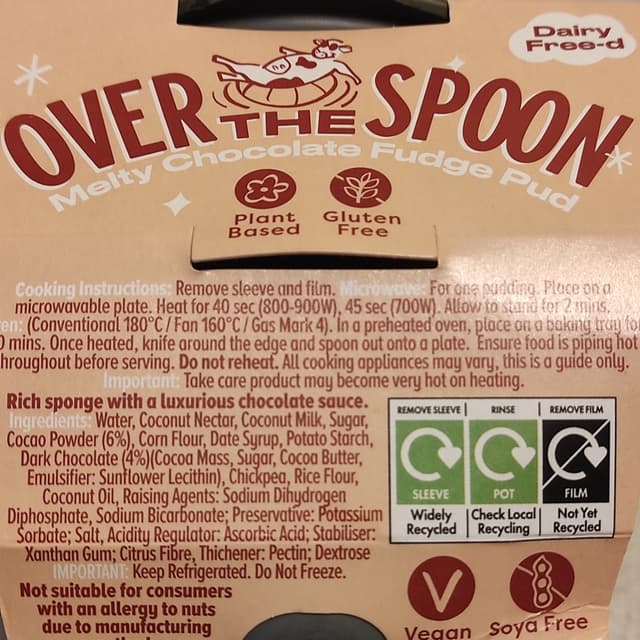 Dairy
Free-d
OVER THE SPOON
Melty Chocolate Fudge Pud
Plant Based
Gluten Free
Cooking Instructions: Remove sleeve and film. Microwave: For one pudding. Place on a
microwavable plate. Heat for 40 sec (800-900W), 45 sec (700W). Allow to stand for 2 mins.
(Conventional 180°C / Fan 160°C / Gas Mark 4). In a preheated oven, place on a baking tray for
mins. Once heated, knife around the edge and spoon out onto a plate. Ensure food is piping hot
throughout before serving. Do not reheat. All cooking appliances may vary, this is a guide only.
Important: Take care product may become very hot on heating.
Rich sponge with a luxurious chocolate sauce.
Ingredients: Water, Coconut Nectar, Coconut Milk, Sugar,
Cocao Powder (6%), Corn Flour, Date Syrup, Potato Starch,
Dark Chocolate (4%)(Cocoa Mass, Sugar, Cocoa Butter,
Emulsifier: Sunflower Lecithin), Chickpea, Rice Flour,
Coconut Oil, Raising Agents: Sodium Dihydrogen
Diphosphate, Sodium Bicarbonate; Preservative: Potassium
Sorbate; Salt, Acidity Regulator: Ascorbic Acid; Stabiliser:
Xanthan Gum; Citrus Fibre, Thickener: Pectin; Dextrose
IMPORTANT: Keep Refrigerated. Do Not Freeze.
Not suitable for consumers
with an allergy to nuts
due to manufacturing
REMOVE SLEEVE
SLEEVE
Widely
Recycled
RINSE
POT
Check Local
Recycling
REMOVE FILM
FILM
Not Yet
Recycled
V
Vegan
Soya Free